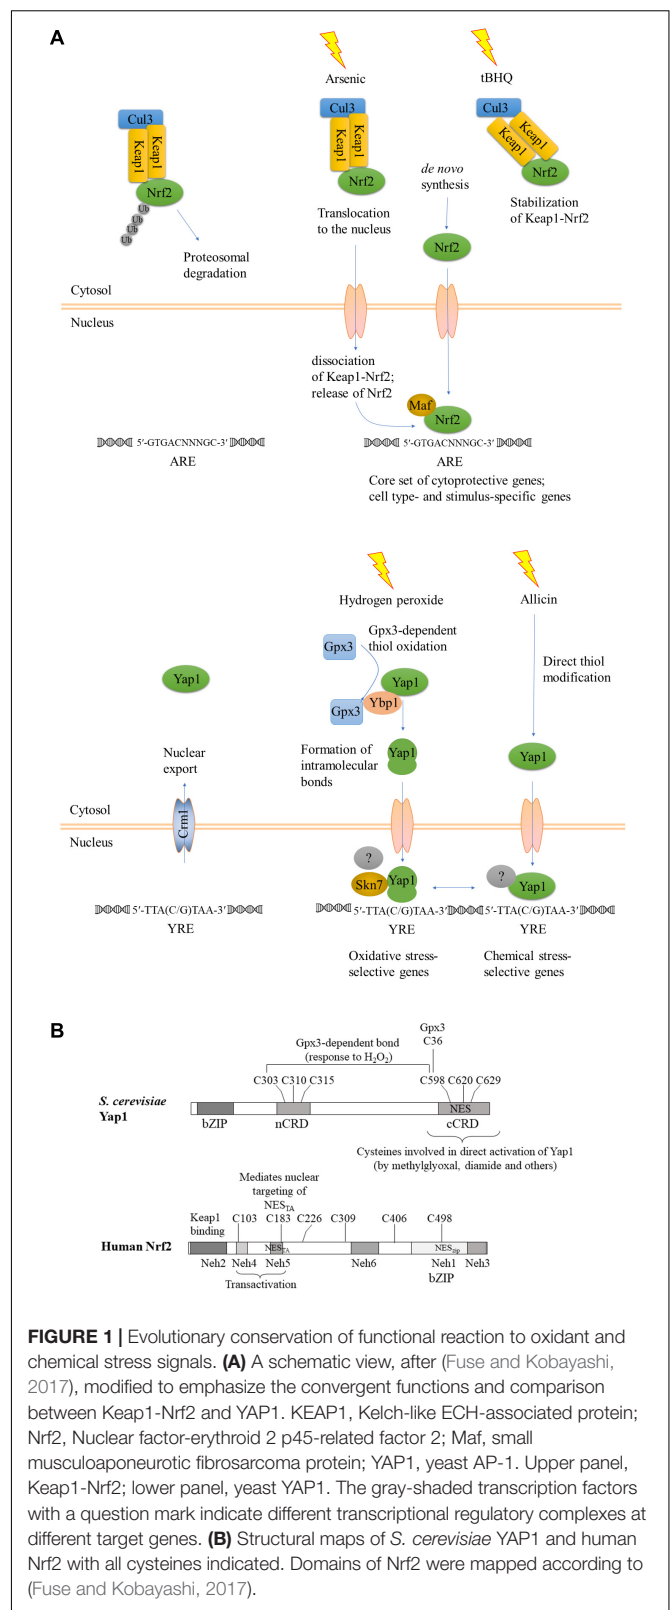 A
Arsenic
tBHQ
Cul3
Keap1
Keap1
Nrf2
Ub
Ub
Ub
Ub
Proteosomal
degradation
Cul3
Keap1
Keap1
Nrf2
Translocation
to the nucleus
de novo
synthesis
Nrf2
Cul3
Keap1
Keap1
Nrf2
Stabilization
of Keap1-Nrf2
Cytosol
Nucleus
dissociation
of Keap1-Nrf2;
release of Nrf2
Maf
Nrf2
5'-GTGACNNNGC-3'
ARE
5'-GTGACNNNGC-3'
ARE
Core set of cytoprotective genes;
cell type- and stimulus-specific genes
Hydrogen peroxide
Allicin
Gpx3
Gpx3-dependent
thiol oxidation
Yap1
Yap1
Ybp1
Gpx3
Direct thiol
modification
Nuclear
export
Formation of
intramolecular
bonds
Yap1
Yap1
Cytosol
Crm1
Nucleus
?
Skn7
Yap1
?
Yap1
5'-TTA(C/G)TAA-3'
YRE
5'-TTA(C/G)TAA-3'
YRE
5'-TTA(C/G)TAA-3'
YRE
Oxidative stress-
selective genes
Chemical stress-
selective genes
B
Gpx3
C36
Gpx3-dependent bond
(response to H₂O₂)
C303 C310 C315
C598 C620 C629
S. cerevisiae
Yap1
NES
bZIP
nCRD
cCRD
Cysteines involved in direct activation of Yap1
(by methylglyoxal, diamide and others)
Mediates nuclear
targeting of
NES_TA
Keap1
binding
C103 C183 C226 C309 C406 C498
Human Nrf2
NES_TA
NES_zip
Neh2 Neh4 Neh5 Neh6 Neh1 Neh3
bZIP
Transactivation
FIGURE 1 | Evolutionary conservation of functional reaction to oxidant and
chemical stress signals. (A) A schematic view, after (Fuse and Kobayashi,
2017), modified to emphasize the convergent functions and comparison
between Keap1-Nrf2 and YAP1. KEAP1, Kelch-like ECH-associated protein;
Nrf2, Nuclear factor-erythroid 2 p45-related factor 2; Maf, small
musculoaponeurotic fibrosarcoma protein; YAP1, yeast AP-1. Upper panel,
Keap1-Nrf2; lower panel, yeast YAP1. The gray-shaded transcription factors
with a question mark indicate different transcriptional regulatory complexes at
different target genes. (B) Structural maps of S. cerevisiae YAP1 and human
Nrf2 with all cysteines indicated. Domains of Nrf2 were mapped according to
(Fuse and Kobayashi, 2017).